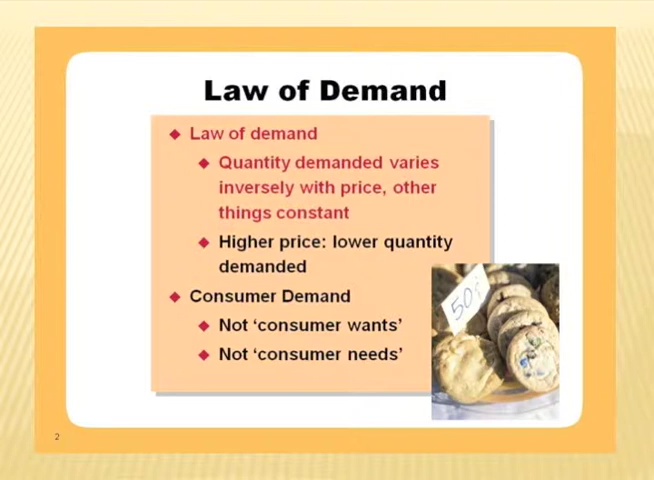 Law of Demand
Law of demand
Quantity demanded varies
inversely with price, other
things constant
Higher price: lower quantity
demanded
Consumer Demand
Not ‘consumer wants’
Not ‘consumer needs’
50¢
2